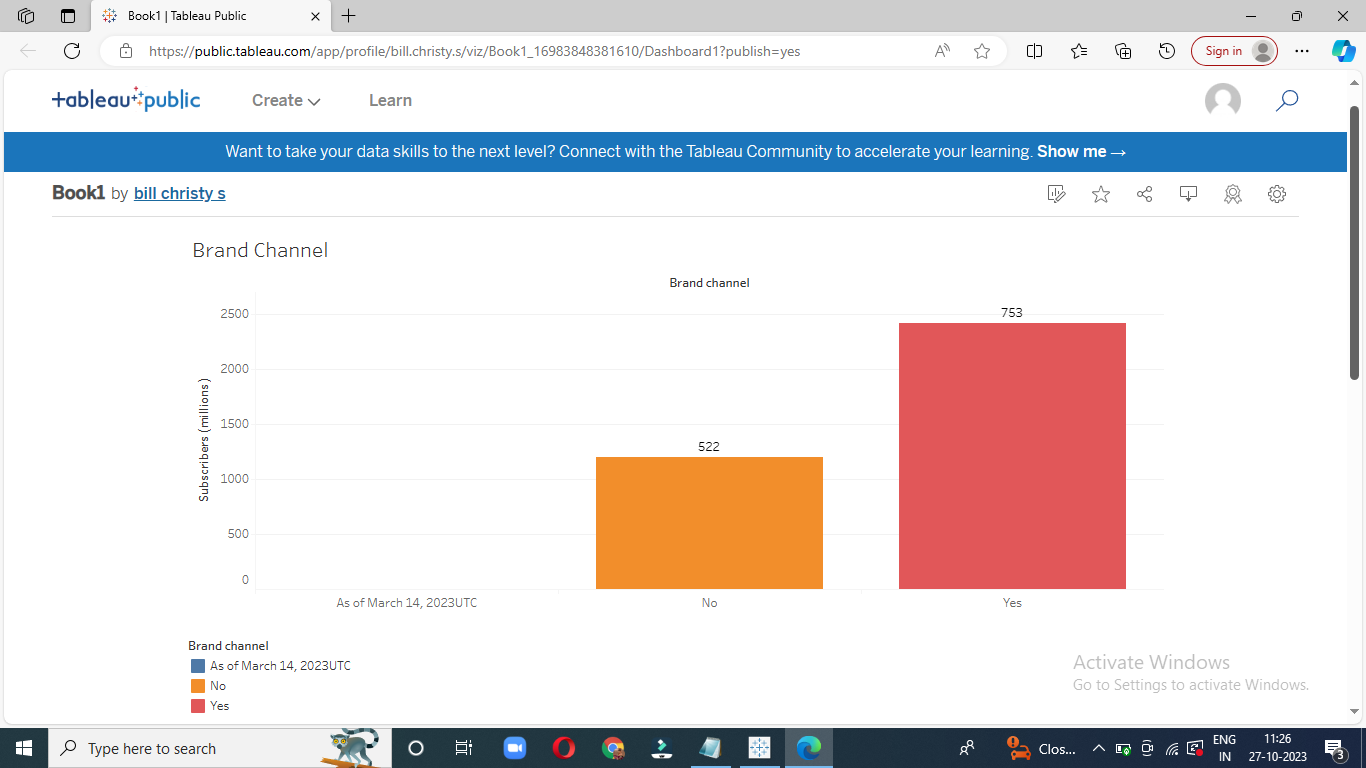 Book1 | Tableau Public
https://public.tableau.com/app/profile/bill.christy.s/viz/Book1_16983848381610/Dashboard1?publish=yes
Sign in
tableau public
Create
Learn
Want to take your data skills to the next level? Connect with the Tableau Community to accelerate your learning. Show me →
Book1 by bill christy s
Brand Channel
Brand channel
Subscribers (millions)
2500
2000
1500
1000
500
0
522
753
As of March 14, 2023UTC
No
Yes
Brand channel
As of March 14, 2023UTC
No
Yes
Activate Windows
Go to Settings to activate Windows.
Type here to search
Clos...
ENG
IN
11:26
27-10-2023
3